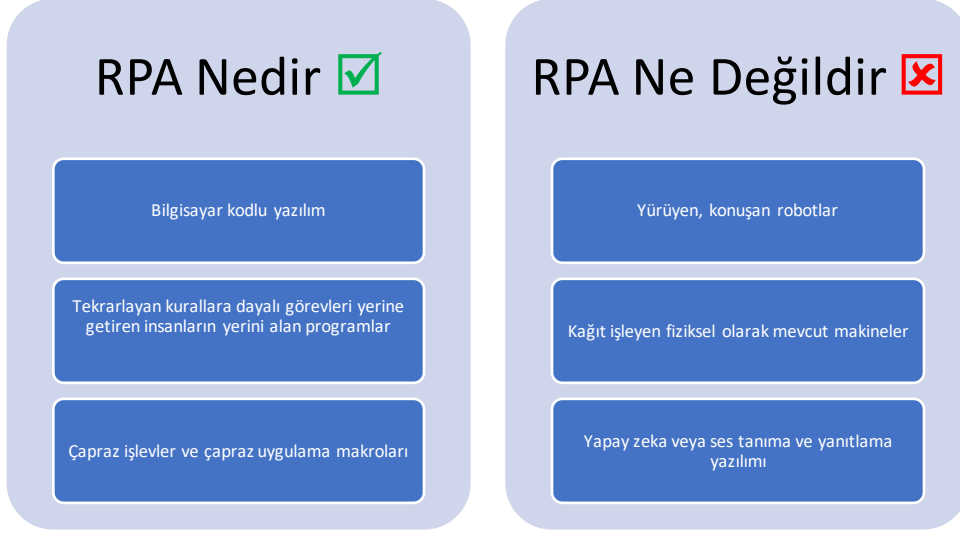 RPA Nedir ☑
Bilgisayar kodlu yazılım
Tekrarlayan kurallara dayalı görevleri yerine
getiren insanların yerini alan programlar
Çapraz işlevler ve çapraz uygulama makroları
RPA Ne Değildir ☒
Yürüyen, konuşan robotlar
Kağıt işleyen fiziksel olarak mevcut makineler
Yapay zeka veya ses tanıma ve yanıtlama
yazılımı